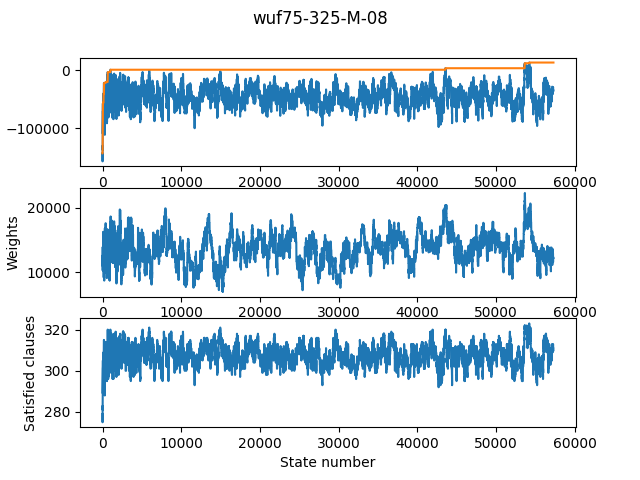 wuf75-325-M-08
0
−100000
0 10000 20000 30000 40000 50000 60000
20000
10000
Weights
0 10000 20000 30000 40000 50000 60000
320
300
280
Satisfied clauses
0 10000 20000 30000 40000 50000 60000
State number